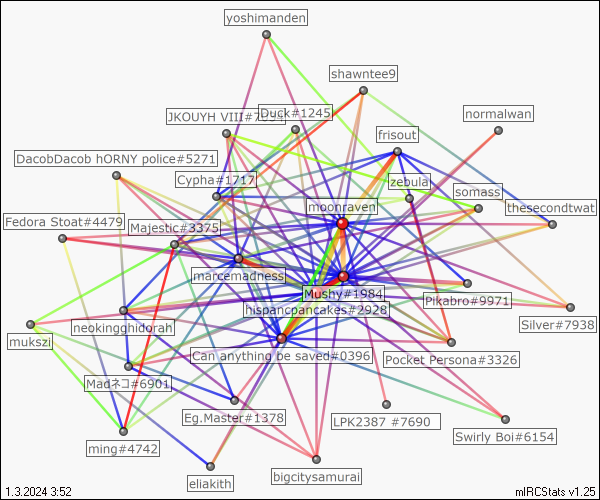 yoshimanden
shawntee9
JKOUYH VIII#7
Duck#1245
normalwan
frisout
DacobDacob hORNY police#5271
Cypha#1717
zebula
somass
moonraven
thesecondtwat
Fedora Stoat#4479
Majestic#3375
marcemadness
Mushy#1984
Pikabro#9971
hispancpancakes#2928
Silver#7938
neokingghidorah
mukszi
Can anything be saved#0396
Pocket Persona#3326
Madネコ#6901
Eg.Master#1378
LPK2387 #7690
Swirly Boi#6154
ming#4742
bigcitysamurai
eliakith
1.3.2024 3:52
mIRCStats v1.25